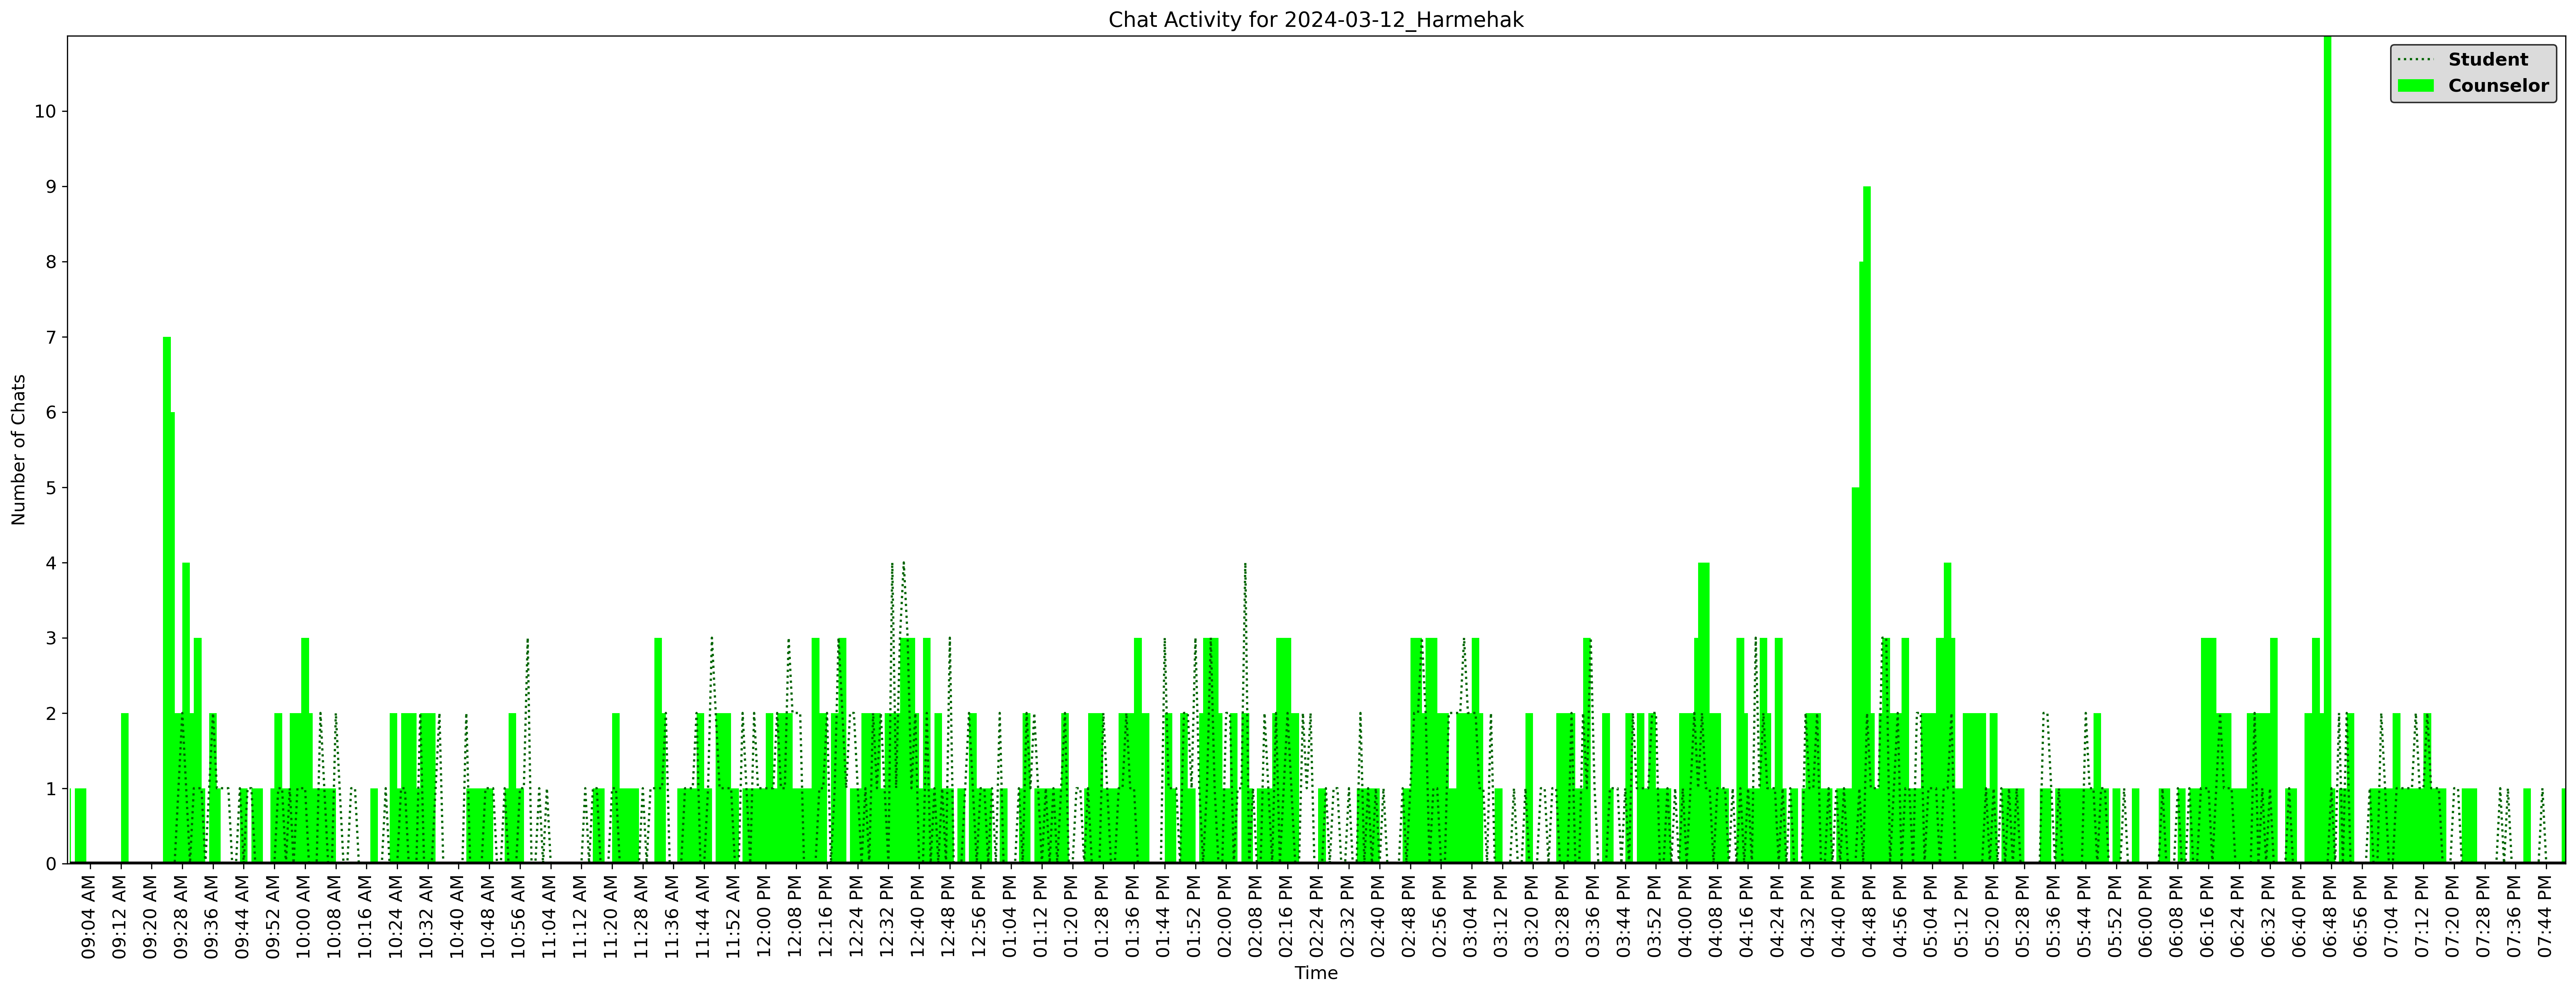 Chat Activity for 2024-03-12_Harmehak
Student
Counselor
Number of Chats
10
9
8
7
6
5
4
3
2
1
0
09:04 AM
09:12 AM
09:20 AM
09:28 AM
09:36 AM
09:44 AM
09:52 AM
10:00 AM
10:08 AM
10:16 AM
10:24 AM
10:32 AM
10:40 AM
10:48 AM
10:56 AM
11:04 AM
11:12 AM
11:20 AM
11:28 AM
11:36 AM
11:44 AM
11:52 AM
12:00 PM
12:08 PM
12:16 PM
12:24 PM
12:32 PM
12:40 PM
12:48 PM
12:56 PM
01:04 PM
01:12 PM
01:20 PM
01:28 PM
01:36 PM
01:44 PM
01:52 PM
02:00 PM
02:08 PM
02:16 PM
02:24 PM
02:32 PM
02:40 PM
02:48 PM
02:56 PM
03:04 PM
03:12 PM
03:20 PM
03:28 PM
03:36 PM
03:44 PM
03:52 PM
04:00 PM
04:08 PM
04:16 PM
04:24 PM
04:32 PM
04:40 PM
04:48 PM
04:56 PM
05:04 PM
05:12 PM
05:20 PM
05:28 PM
05:36 PM
05:44 PM
05:52 PM
06:00 PM
06:08 PM
06:16 PM
06:24 PM
06:32 PM
06:40 PM
06:48 PM
06:56 PM
07:04 PM
07:12 PM
07:20 PM
07:28 PM
07:36 PM
07:44 PM
Time